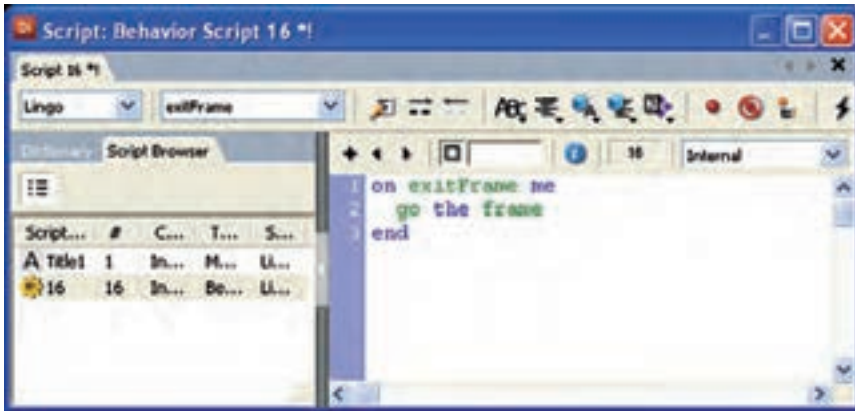 Script: Behavior Script 16 *!
Script 16 *!
Lingo exitFrame
Dictionary Script Browser
16 Internal
Script... # C... T... S...
A Title1 1 In... M... Li...
16 16 In... Be... Li...
1 on exitFrame me
2 go the frame
3 end